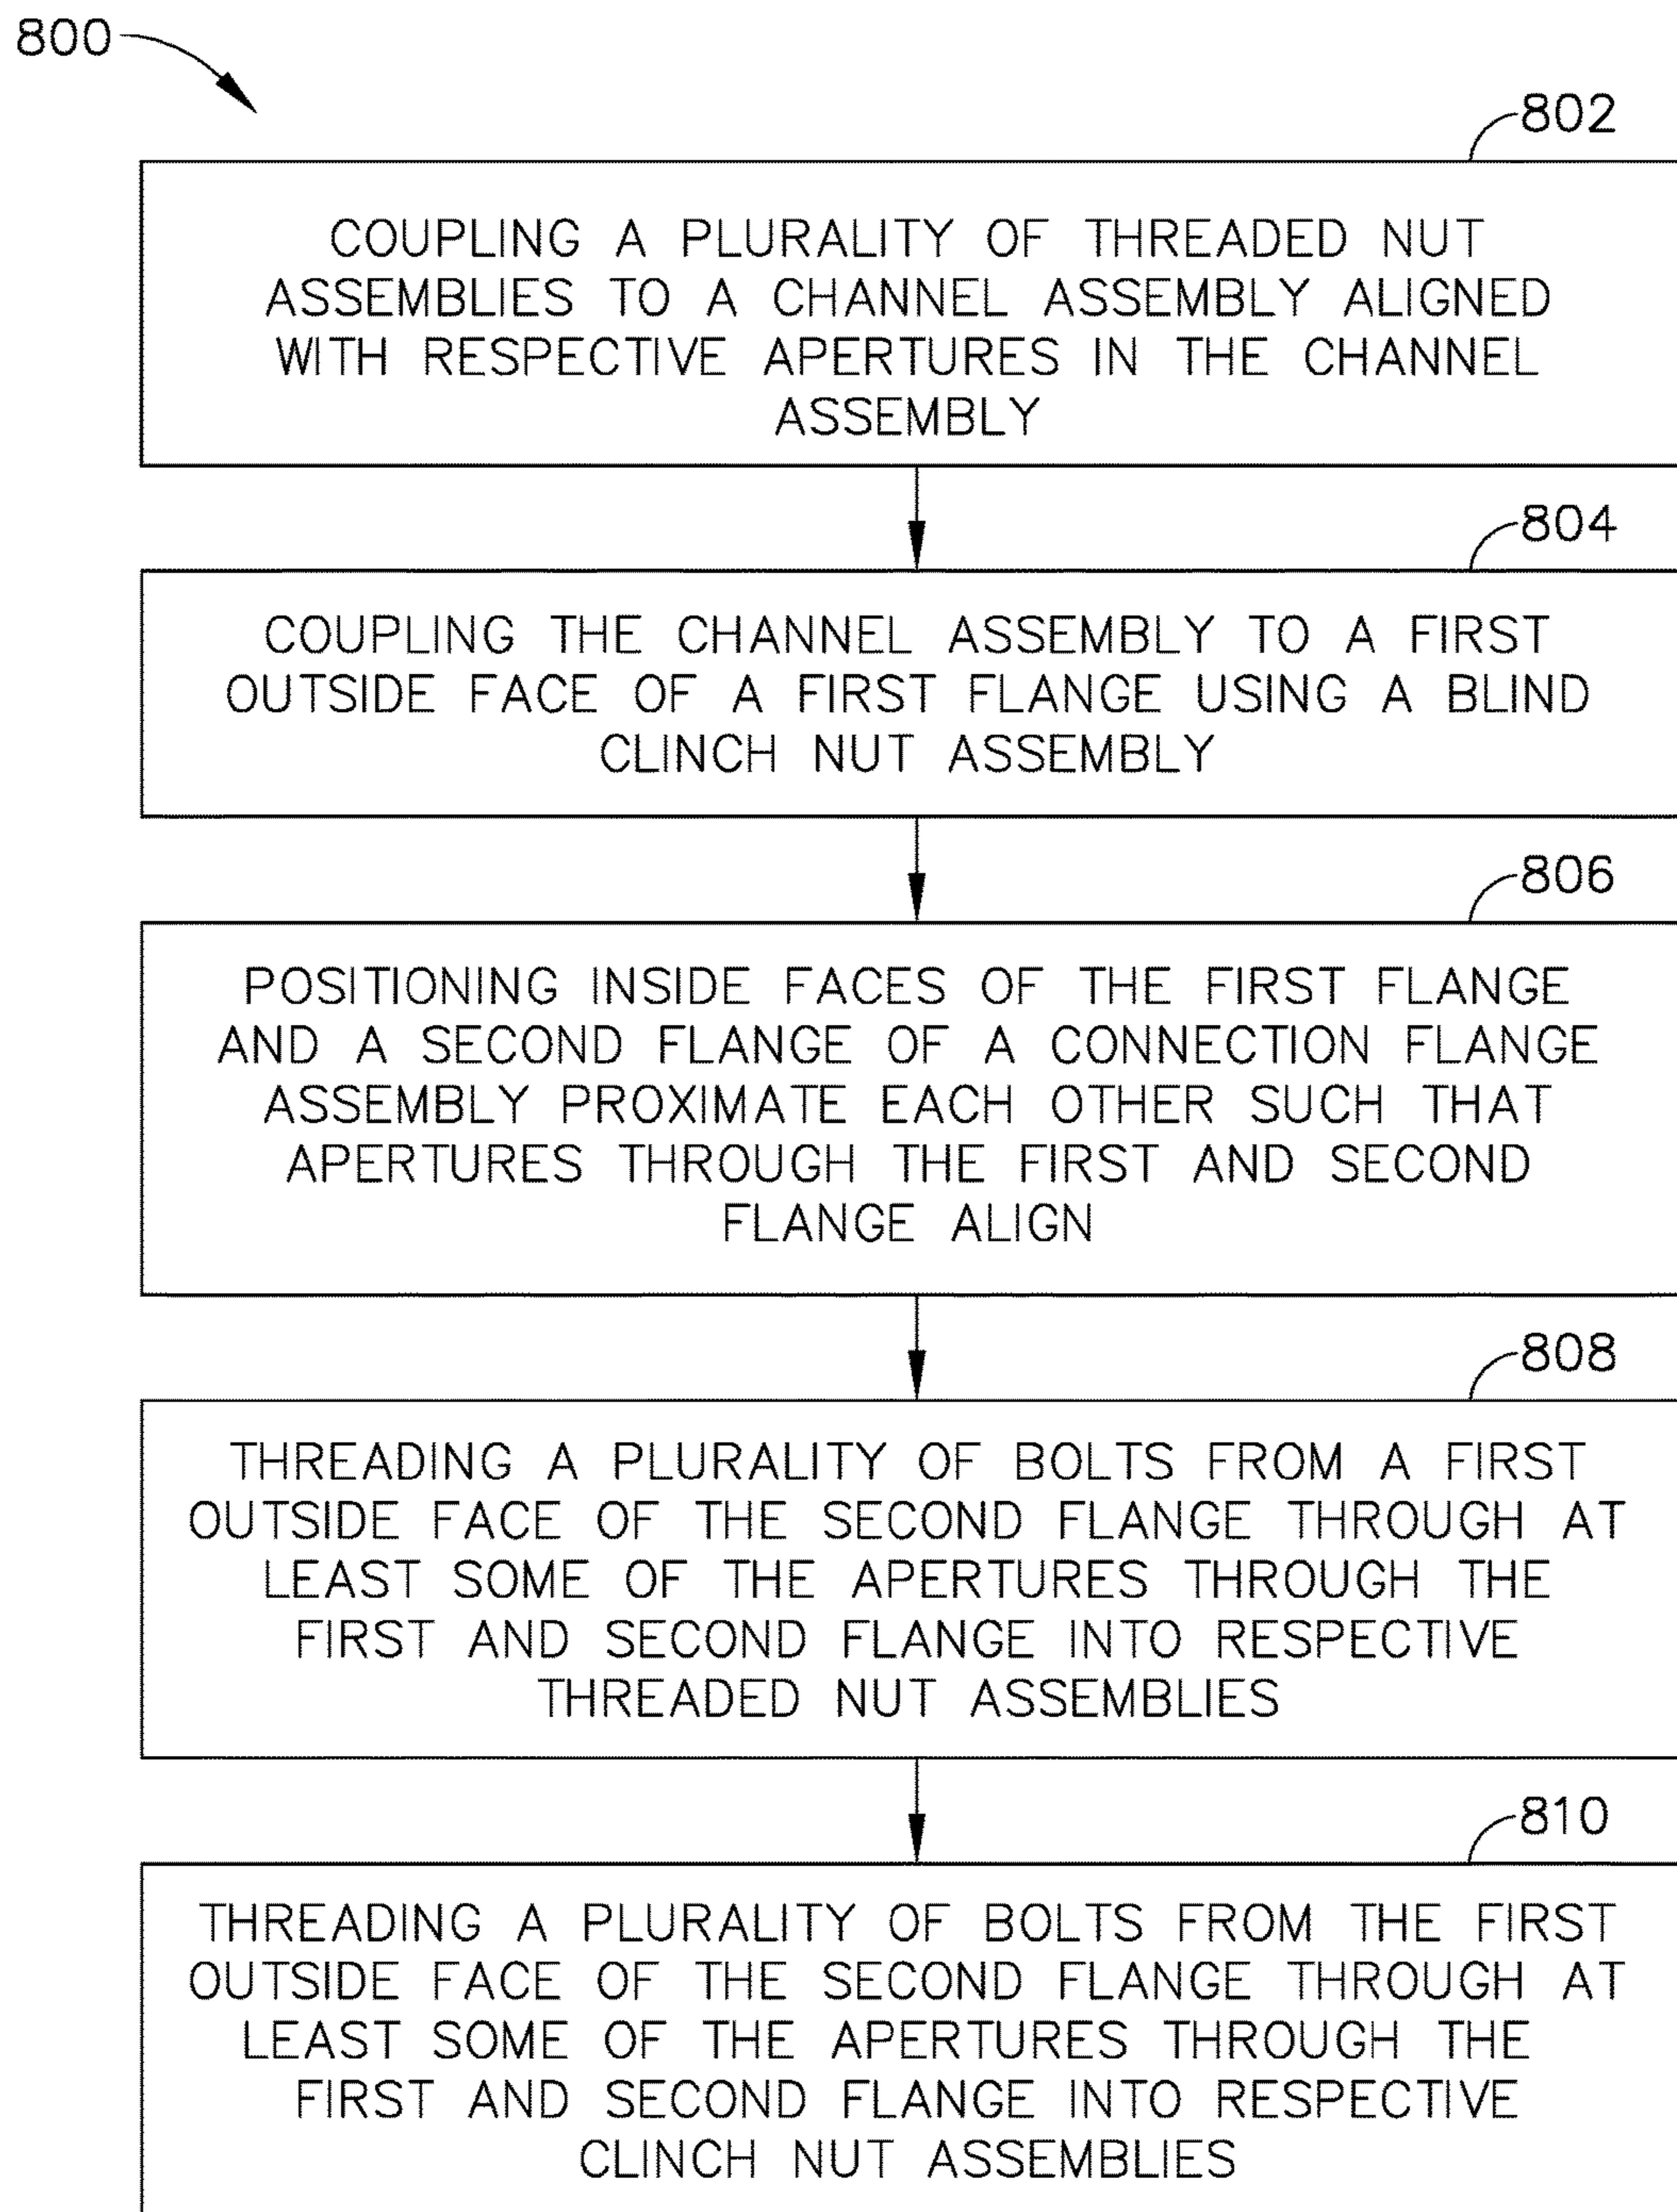 800
802
COUPLING A PLURALITY OF THREADED NUT
ASSEMBLIES TO A CHANNEL ASSEMBLY ALIGNED
WITH RESPECTIVE APERTURES IN THE CHANNEL
ASSEMBLY
804
COUPLING THE CHANNEL ASSEMBLY TO A FIRST
OUTSIDE FACE OF A FIRST FLANGE USING A BLIND
CLINCH NUT ASSEMBLY
806
POSITIONING INSIDE FACES OF THE FIRST FLANGE
AND A SECOND FLANGE OF A CONNECTION FLANGE
ASSEMBLY PROXIMATE EACH OTHER SUCH THAT
APERTURES THROUGH THE FIRST AND SECOND
FLANGE ALIGN
808
THREADING A PLURALITY OF BOLTS FROM A FIRST
OUTSIDE FACE OF THE SECOND FLANGE THROUGH AT
LEAST SOME OF THE APERTURES THROUGH THE
FIRST AND SECOND FLANGE INTO RESPECTIVE
THREADED NUT ASSEMBLIES
810
THREADING A PLURALITY OF BOLTS FROM THE FIRST
OUTSIDE FACE OF THE SECOND FLANGE THROUGH AT
LEAST SOME OF THE APERTURES THROUGH THE
FIRST AND SECOND FLANGE INTO RESPECTIVE
CLINCH NUT ASSEMBLIES